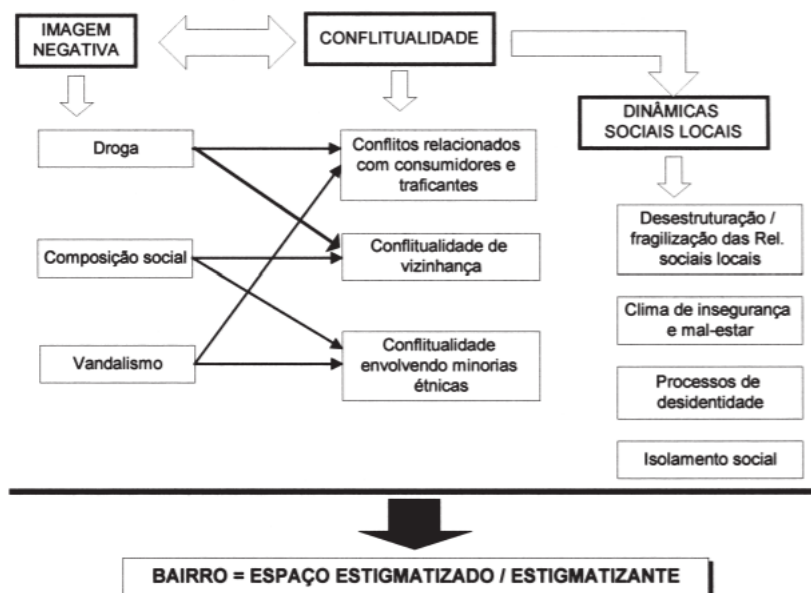 IMAGEM
NEGATIVA
CONFLITUALIDADE
DINÂMICAS
SOCIAIS LOCAIS
Droga
Composição social
Vandalismo
Conflitos relacionados
com consumidores e
traficantes
Conflitualidade de
vizinhança
Conflitualidade
envolvendo minorias
étnicas
Desestruturação /
fragilização das Rel.
sociais locais
Clima de insegurança
e mal-estar
Processos de
desidentidade
Isolamento social
BAIRRO = ESPAÇO ESTIGMATIZADO / ESTIGMATIZANTE